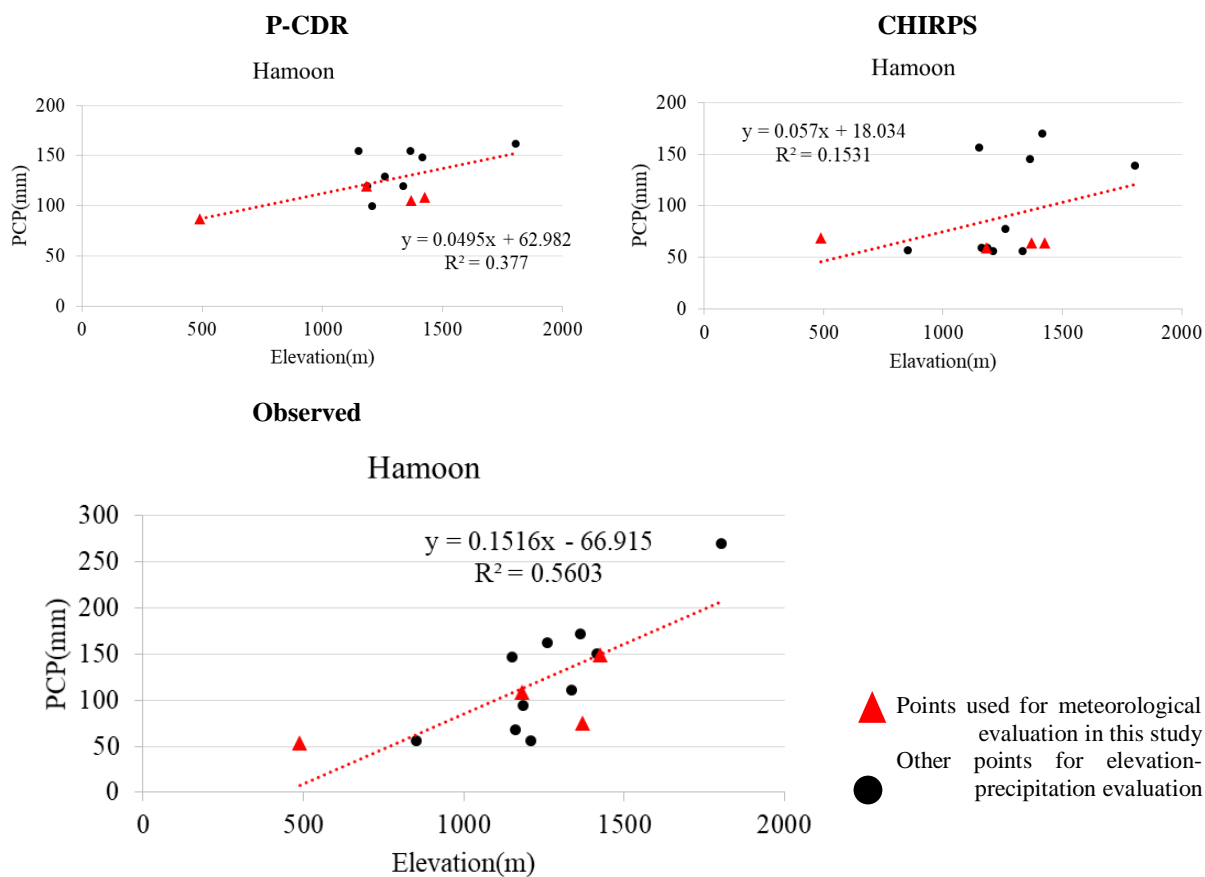 P-CDR
Hamoon
200
150
100
50
0
PCP(mm)
y = 0.0495x + 62.982
R² = 0.377
0 500 1000 1500 2000
Elevation(m)
CHIRPS
Hamoon
200
150
100
50
0
PCP(mm)
y = 0.057x + 18.034
R² = 0.1531
0 500 1000 1500 2000
Elavation(m)
Observed
Hamoon
300
250
200
150
100
50
0
PCP(mm)
y = 0.1516x - 66.915
R² = 0.5603
0 500 1000 1500 2000
Elevation(m)
Points used for meteorological
evaluation in this study
Other points for elevation-
precipitation evaluation